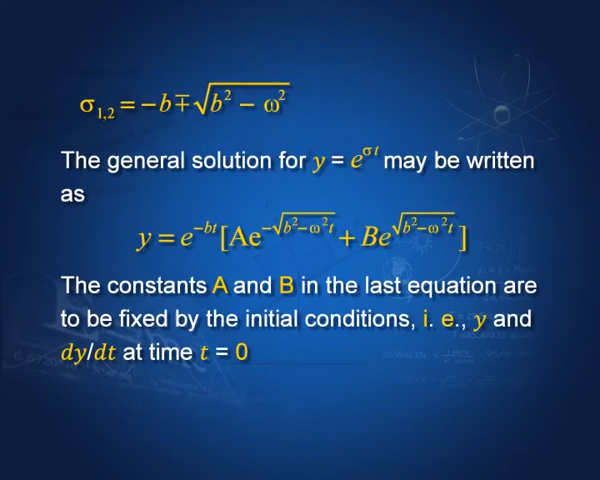 σ₁,₂ = −b ∓ √(b² − ω²)
The general solution for y = e^{σt} may be written
as
y = e^{−bt}[Ae^{−√(b²−ω²t)} + Be^{√(b²−ω²t)}]
The constants A and B in the last equation are
to be fixed by the initial conditions, i. e., y and
dy/dt at time t = 0